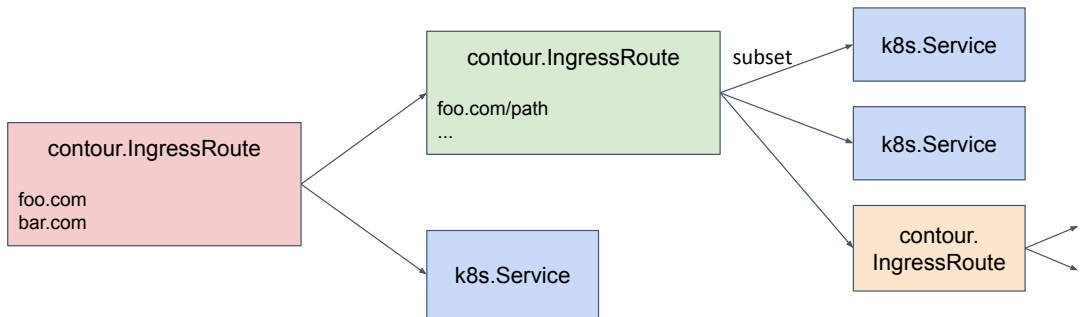 contour.IngressRoute
foo.com
bar.com
contour.IngressRoute
foo.com/path
...
k8s.Service
subset
k8s.Service
k8s.Service
contour.
IngressRoute